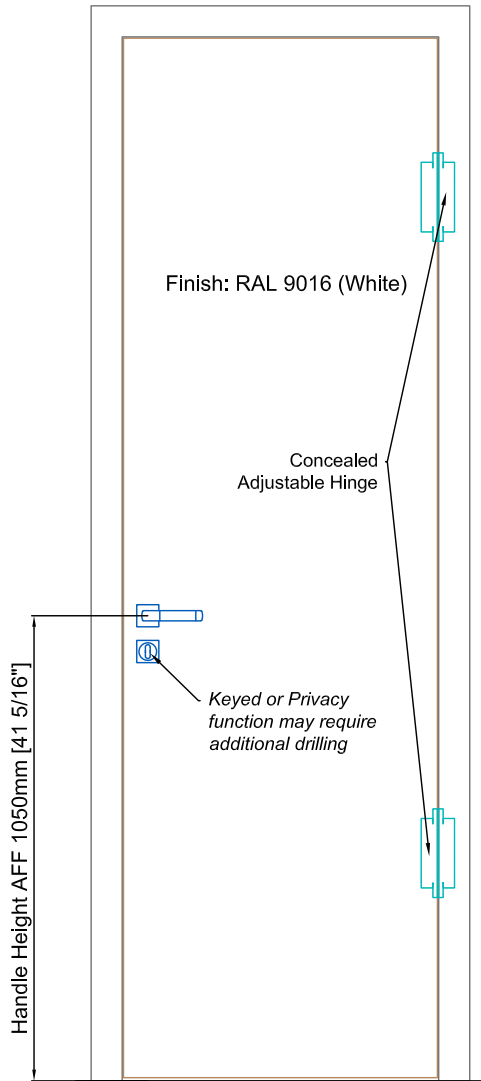 Finish: RAL 9016 (White)
Concealed
Adjustable Hinge
Keyed or Privacy
function may require
additional drilling
Handle Height AFF 1050mm [41 5/16"]